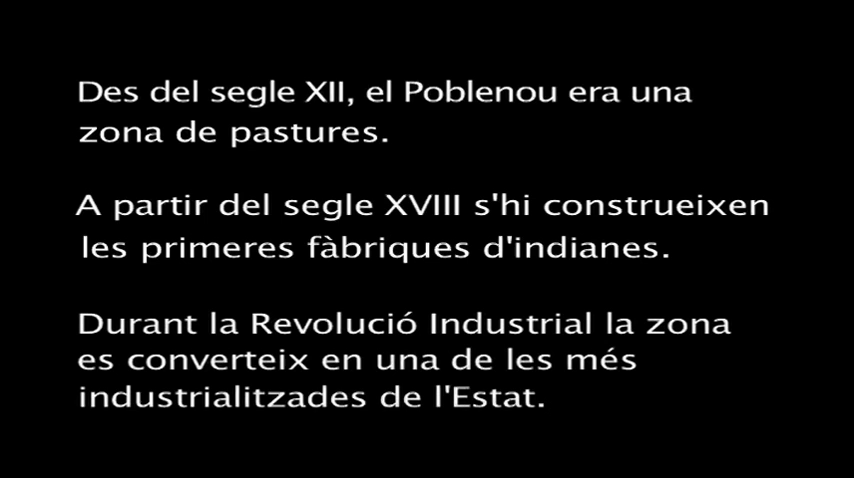 Des del segle XII, el Poblenou era una
zona de pastures.
A partir del segle XVIII s'hi construeixen
les primeres fàbriques d'indianes.
Durant la Revolució Industrial la zona
es converteix en una de les més
industrialitzades de l'Estat.